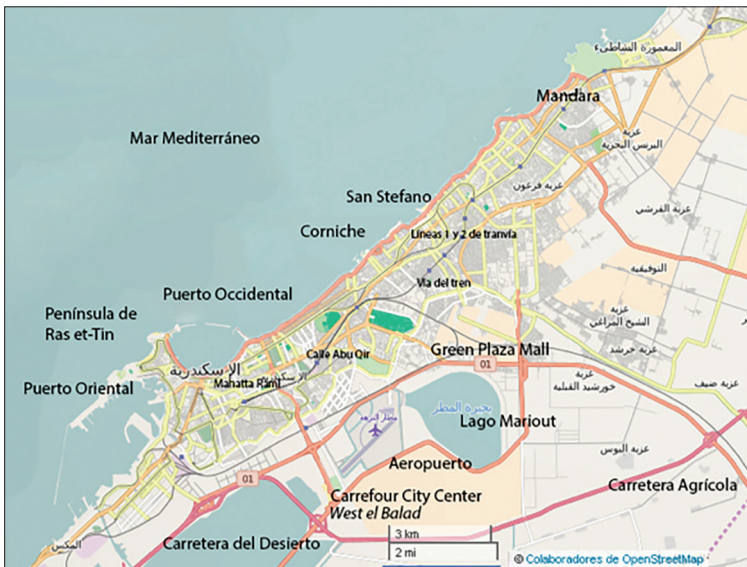 المعمورة الشاطىء
Mandara
عزبة
البرنس البحرية
Mar Mediterráneo
عزبة فرعون
San Stefano
عزبة القرشي
Corniche
Líneas 1 y 2 de tranvía
التوفيقية
Vía del tren
Puerto Occidental
Península de
Ras et-Tin
عزبة
الشيخ المراغي
Calle Abu Qir
Green Plaza Mall
عزبة خرشد
الإسكندرية
01
Puerto Oriental
Mahatta Raml
عزبة
خورشيد القبلية
عزبة ضيف
بحيرة المطار
مطار النزهة
Lago Mariout
عزبة البوس
Aeropuerto
01
Carretera Agrícola
Carrefour City Center
West el Balad
3 km
2 mi
المكس
Carretera del Desierto
© Colaboradores de OpenStreetMap